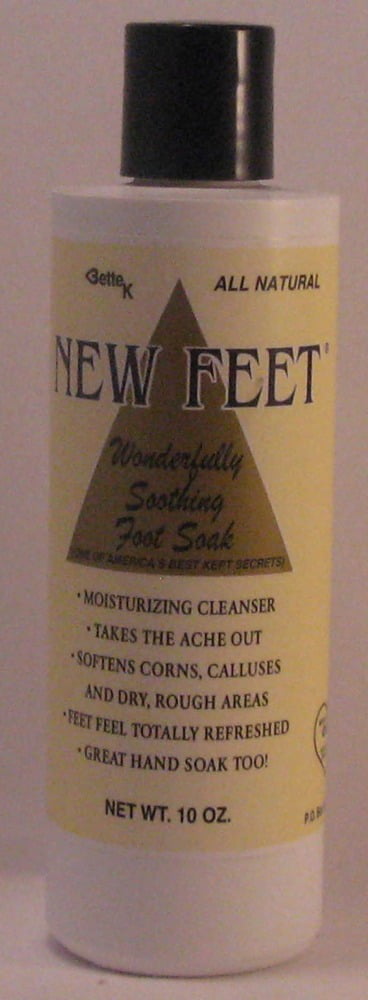 Bette K
ALL NATURAL
NEW FEET®
Wonderfully
Soothing
Foot Soak
(ONE OF AMERICA'S BEST KEPT SECRETS)
• MOISTURIZING CLEANSER
• TAKES THE ACHE OUT
• SOFTENS CORNS, CALLUSES
AND DRY, ROUGH AREAS
• FEET FEEL TOTALLY REFRESHED
• GREAT HAND SOAK TOO!
NET WT. 10 OZ.
P.O.